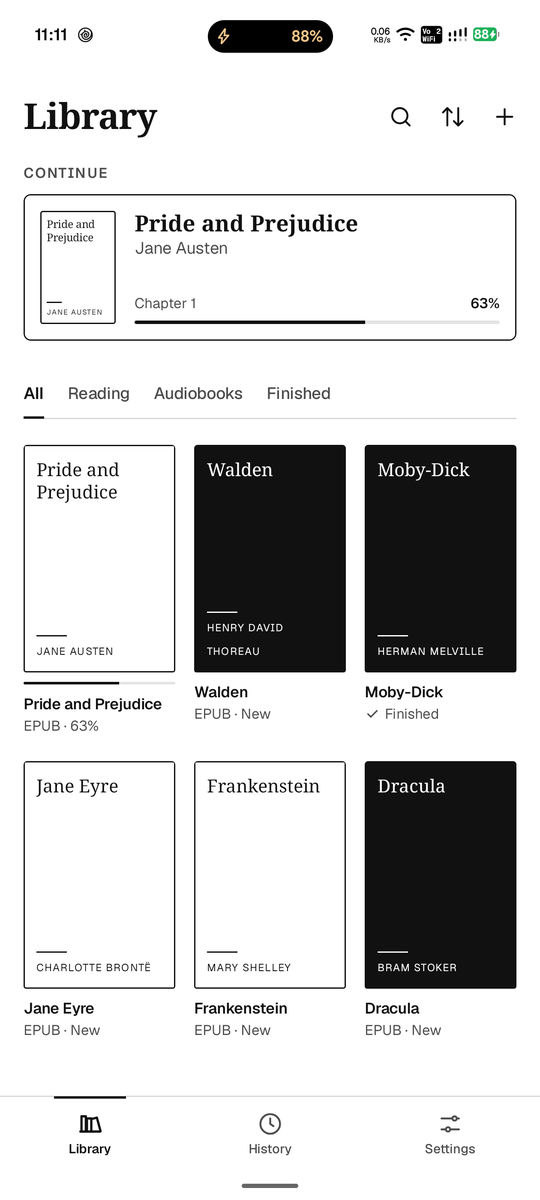 11:11
88%
0.06
KB/s
Vo 2
WiFi
88
Library
CONTINUE
Pride and
Prejudice
JANE AUSTEN
Pride and Prejudice
Jane Austen
Chapter 1
63%
All
Reading
Audiobooks
Finished
Pride and
Prejudice
JANE AUSTEN
Walden
HENRY DAVID
THOREAU
Moby-Dick
HERMAN MELVILLE
Pride and Prejudice
EPUB · 63%
Walden
EPUB · New
Moby-Dick
Finished
Jane Eyre
CHARLOTTE BRONTË
Frankenstein
MARY SHELLEY
Dracula
BRAM STOKER
Jane Eyre
EPUB · New
Frankenstein
EPUB · New
Dracula
EPUB · New
Library
History
Settings